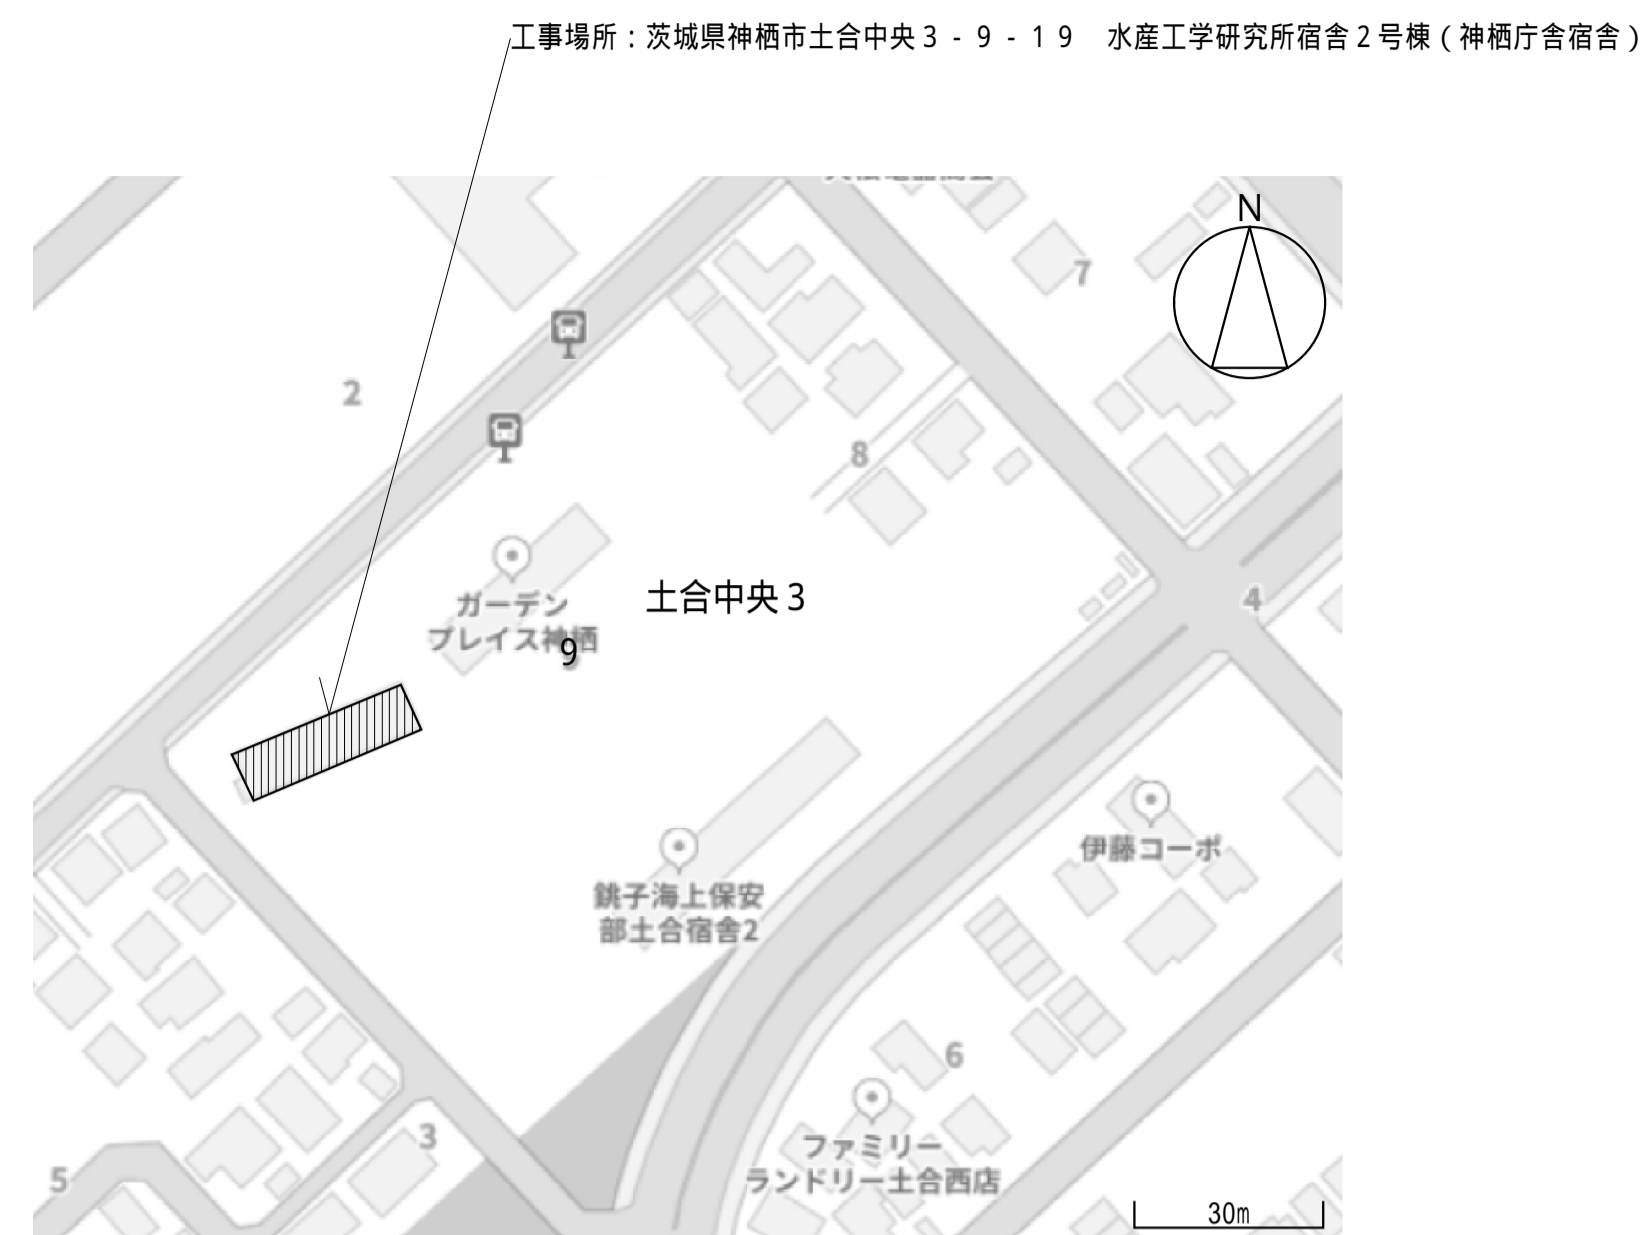 工事場所：茨城県神栖市土合中央３-９-１９　水産工学研究所宿舎２号棟（神栖庁舎宿舎）
N
7
2
8
ガーデン
プレイス神栖
土合中央３
9
4
伊藤コーポ
銚子海上保安
部土合宿舎2
6
ファミリー
ランドリー土合西店
3
5
30m